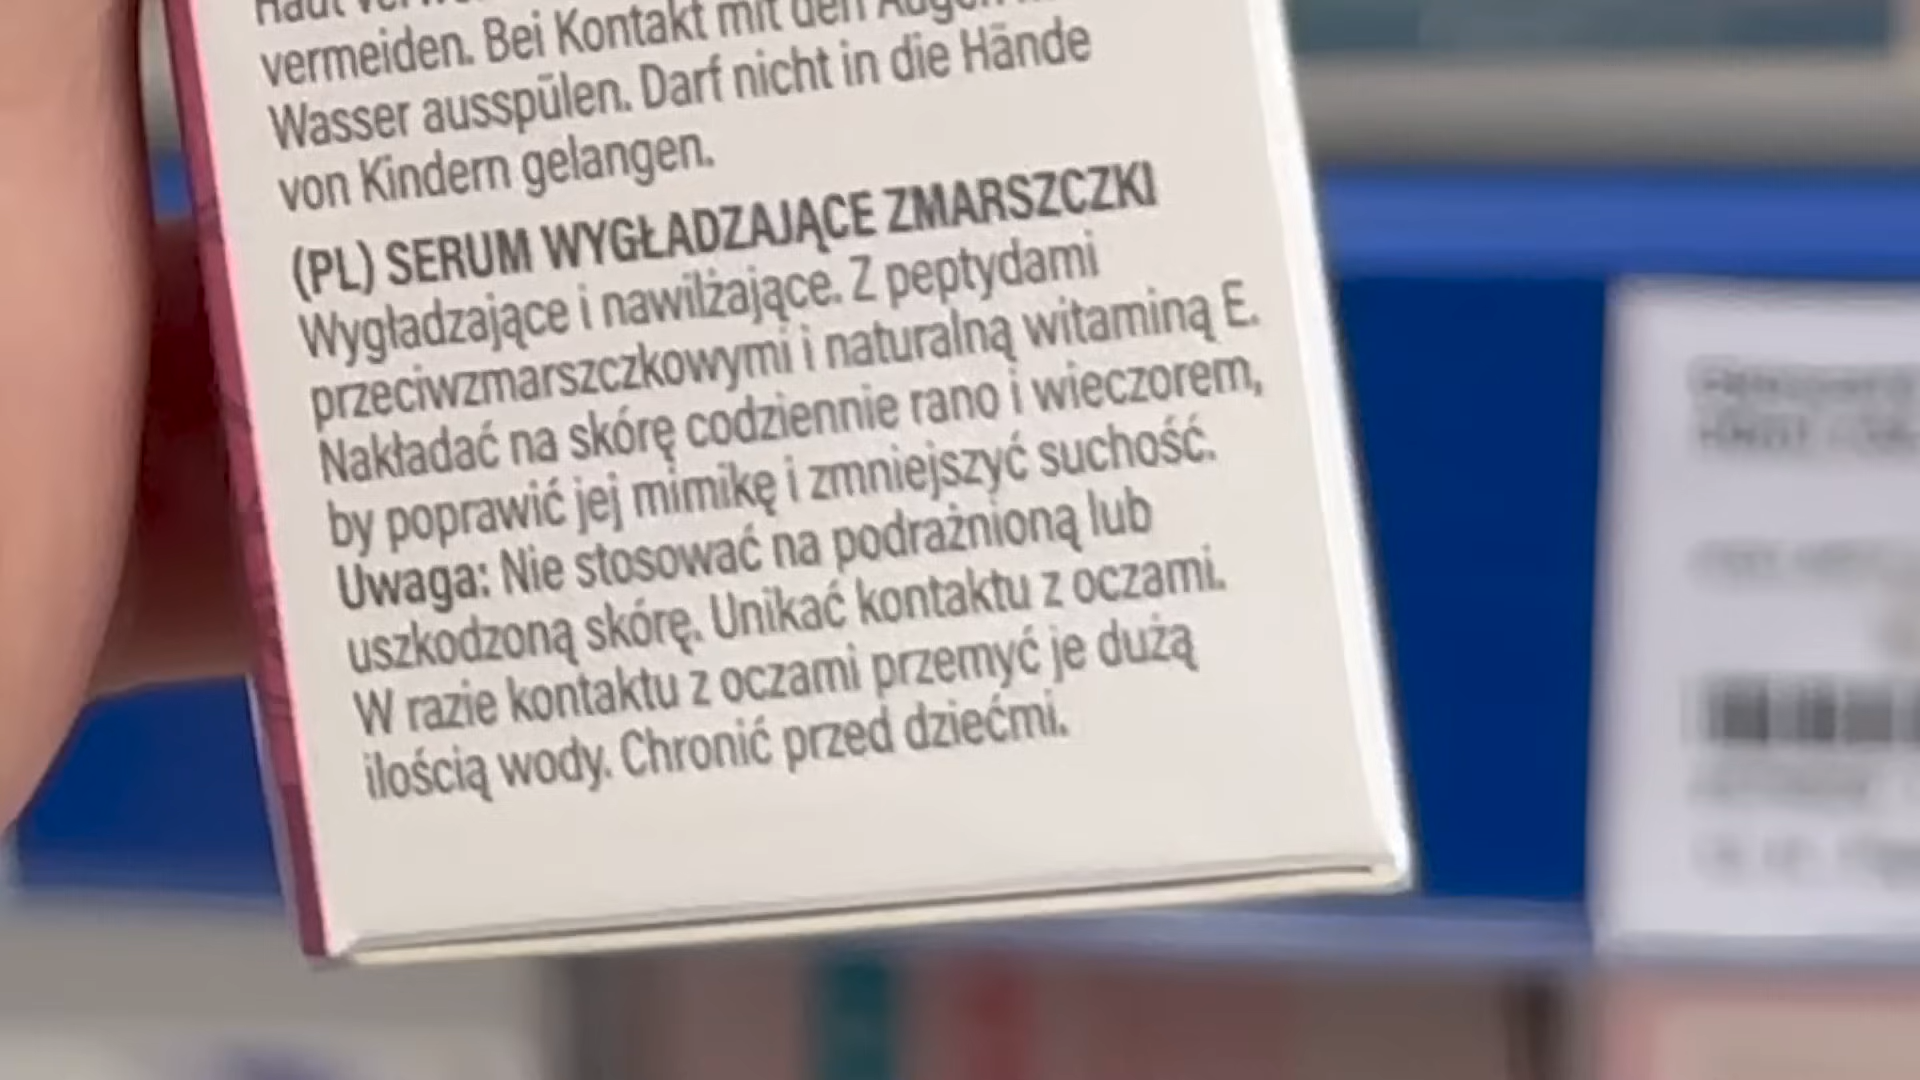 vermeiden. Bei Kontakt mit den Augen
Wasser ausspülen. Darf nicht in die Hände
von Kindern gelangen.
(PL) SERUM WYGŁADZAJĄCE ZMARSZCZKI
Wygładzające i nawilżające. Z peptydami
przeciwzmarszczkowymi i naturalną witaminą E.
Nakładać na skórę codziennie rano i wieczorem,
by poprawić jej mimikę i zmniejszyć suchość.
Uwaga: Nie stosować na podrażnioną lub
uszkodzoną skórę. Unikać kontaktu z oczami.
W razie kontaktu z oczami przemyć je dużą
ilością wody. Chronić przed dziećmi.